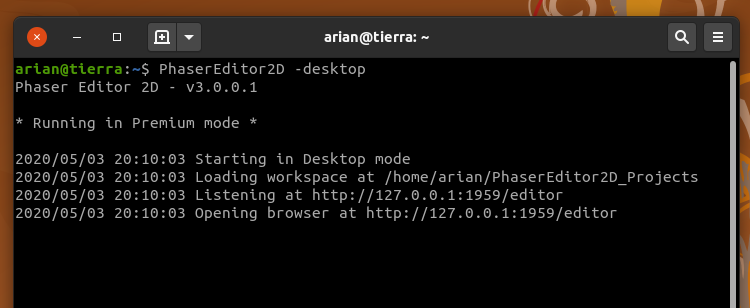 arian@tierra: ~
arian@tierra:~$ PhaserEditor2D -desktop
Phaser Editor 2D - v3.0.0.1
* Running in Premium mode *
2020/05/03 20:10:03 Starting in Desktop mode
2020/05/03 20:10:03 Loading workspace at /home/arian/PhaserEditor2D_Projects
2020/05/03 20:10:03 Listening at http://127.0.0.1:1959/editor
2020/05/03 20:10:03 Opening browser at http://127.0.0.1:1959/editor